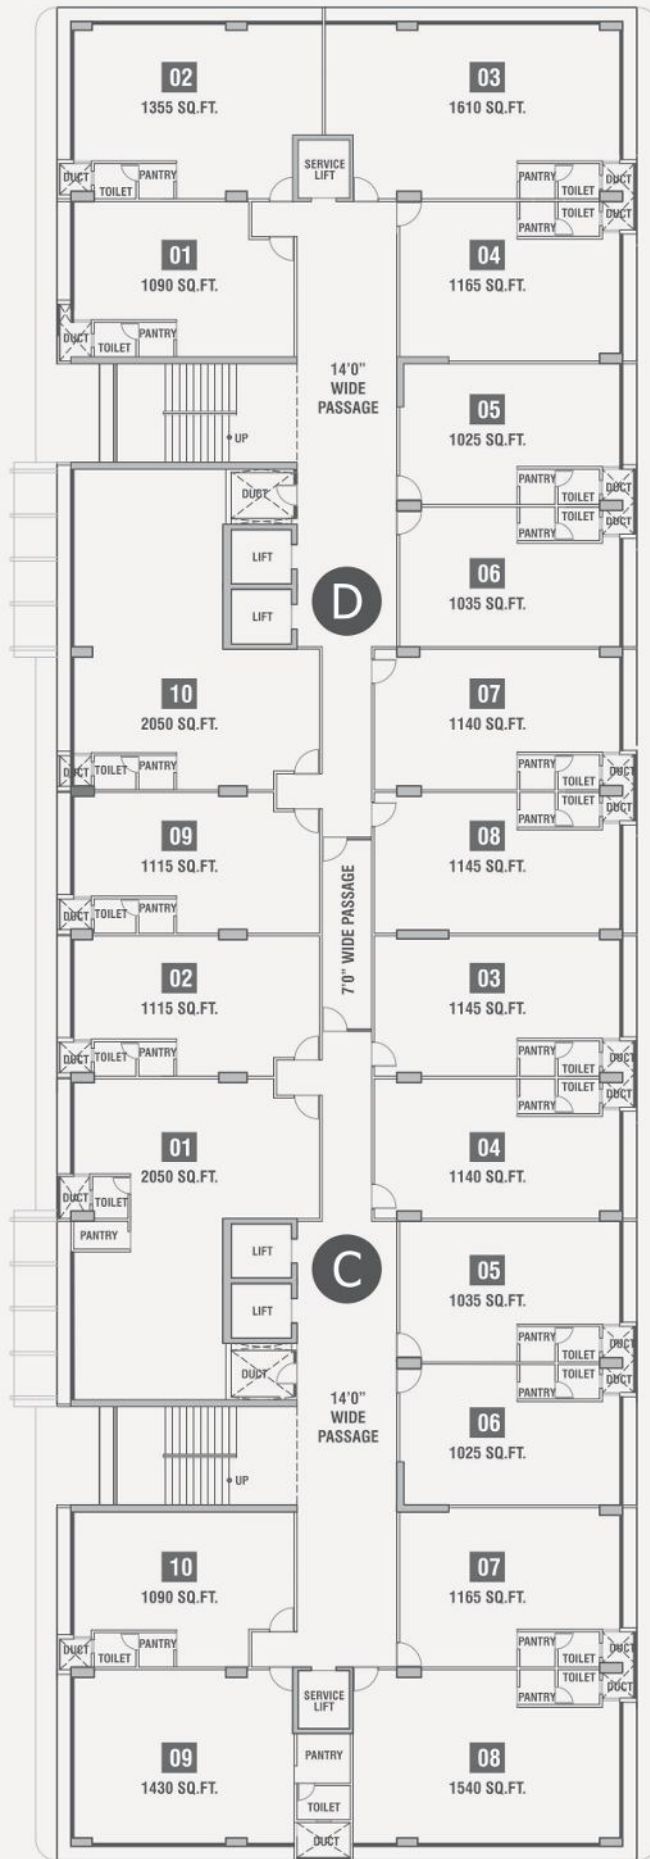 02
1355 SQ.FT.
03
1610 SQ.FT.
SERVICE
LIFT
DUCT
TOILET
PANTRY
PANTRY
TOILET
DUCT
01
1090 SQ.FT.
PANTRY
TOILET
DUCT
04
1165 SQ.FT.
DUCT
TOILET
PANTRY
14'0"
WIDE
PASSAGE
UP
05
1025 SQ.FT.
DUCT
PANTRY
TOILET
DUCT
PANTRY
TOILET
DUCT
LIFT
LIFT
D
06
1035 SQ.FT.
10
2050 SQ.FT.
07
1140 SQ.FT.
DUCT
TOILET
PANTRY
PANTRY
TOILET
DUCT
PANTRY
TOILET
DUCT
09
1115 SQ.FT.
08
1145 SQ.FT.
DUCT
TOILET
PANTRY
7'0" WIDE PASSAGE
02
1115 SQ.FT.
03
1145 SQ.FT.
DUCT
TOILET
PANTRY
PANTRY
TOILET
DUCT
PANTRY
TOILET
DUCT
01
2050 SQ.FT.
04
1140 SQ.FT.
DUCT
TOILET
PANTRY
LIFT
LIFT
C
05
1035 SQ.FT.
DUCT
PANTRY
TOILET
DUCT
PANTRY
TOILET
DUCT
14'0"
WIDE
PASSAGE
06
1025 SQ.FT.
UP
10
1090 SQ.FT.
07
1165 SQ.FT.
DUCT
TOILET
PANTRY
PANTRY
TOILET
DUCT
PANTRY
TOILET
DUCT
SERVICE
LIFT
09
1430 SQ.FT.
PANTRY
TOILET
DUCT
08
1540 SQ.FT.